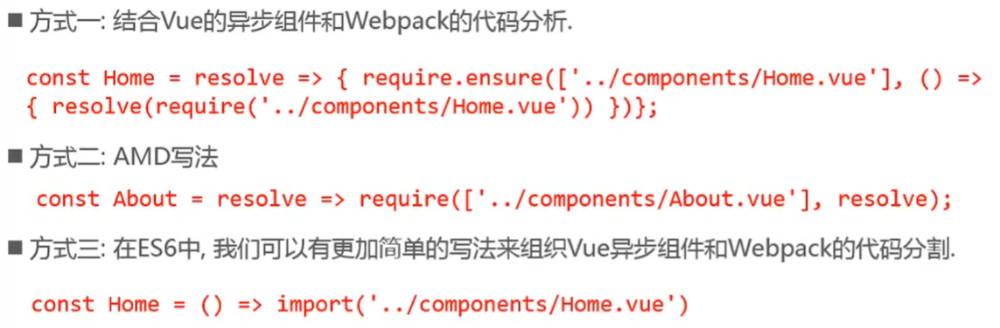 ■ 方式一: 结合Vue的异步组件和Webpack的代码分析.
const Home = resolve => { require.ensure(['../components/Home.vue'], () =>
{ resolve(require('../components/Home.vue')) })};
■ 方式二: AMD写法
const About = resolve => require(['../components/About.vue'], resolve);
■ 方式三: 在ES6中, 我们可以有更加简单的写法来组织Vue异步组件和Webpack的代码分割.
const Home = () => import('../components/Home.vue')